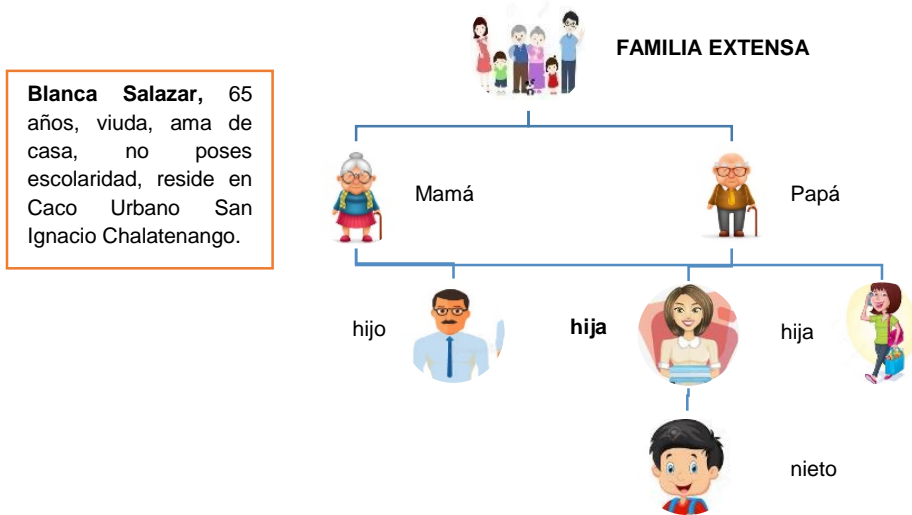 FAMILIA EXTENSA
Blanca Salazar, 65
años, viuda, ama de
casa, no poses
escolaridad, reside en
Caco Urbano San
Ignacio Chalatenango.
Mamá
Papá
hijo
hija
hija
nieto